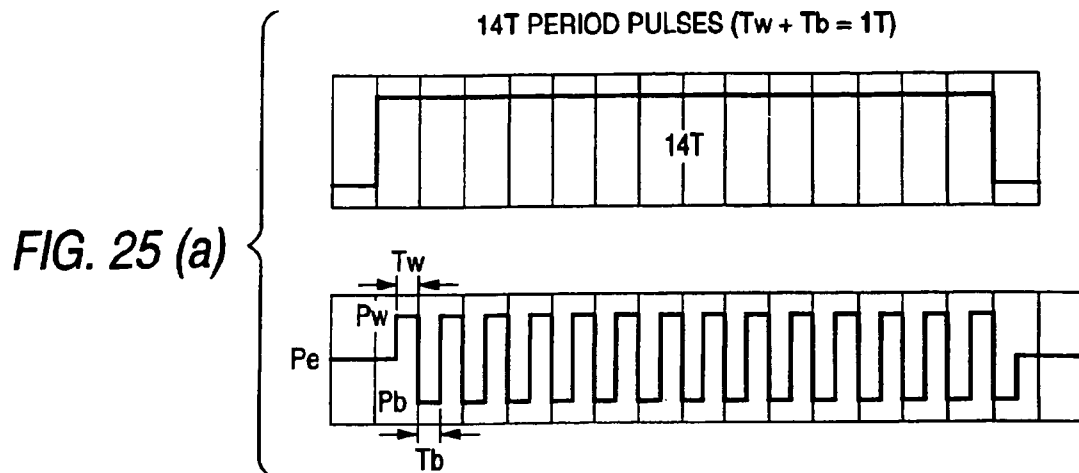 14T PERIOD PULSES (Tw + Tb = 1T)
14T
FIG. 25 (a)
Tw
Pw
Pe
Pb
Tb